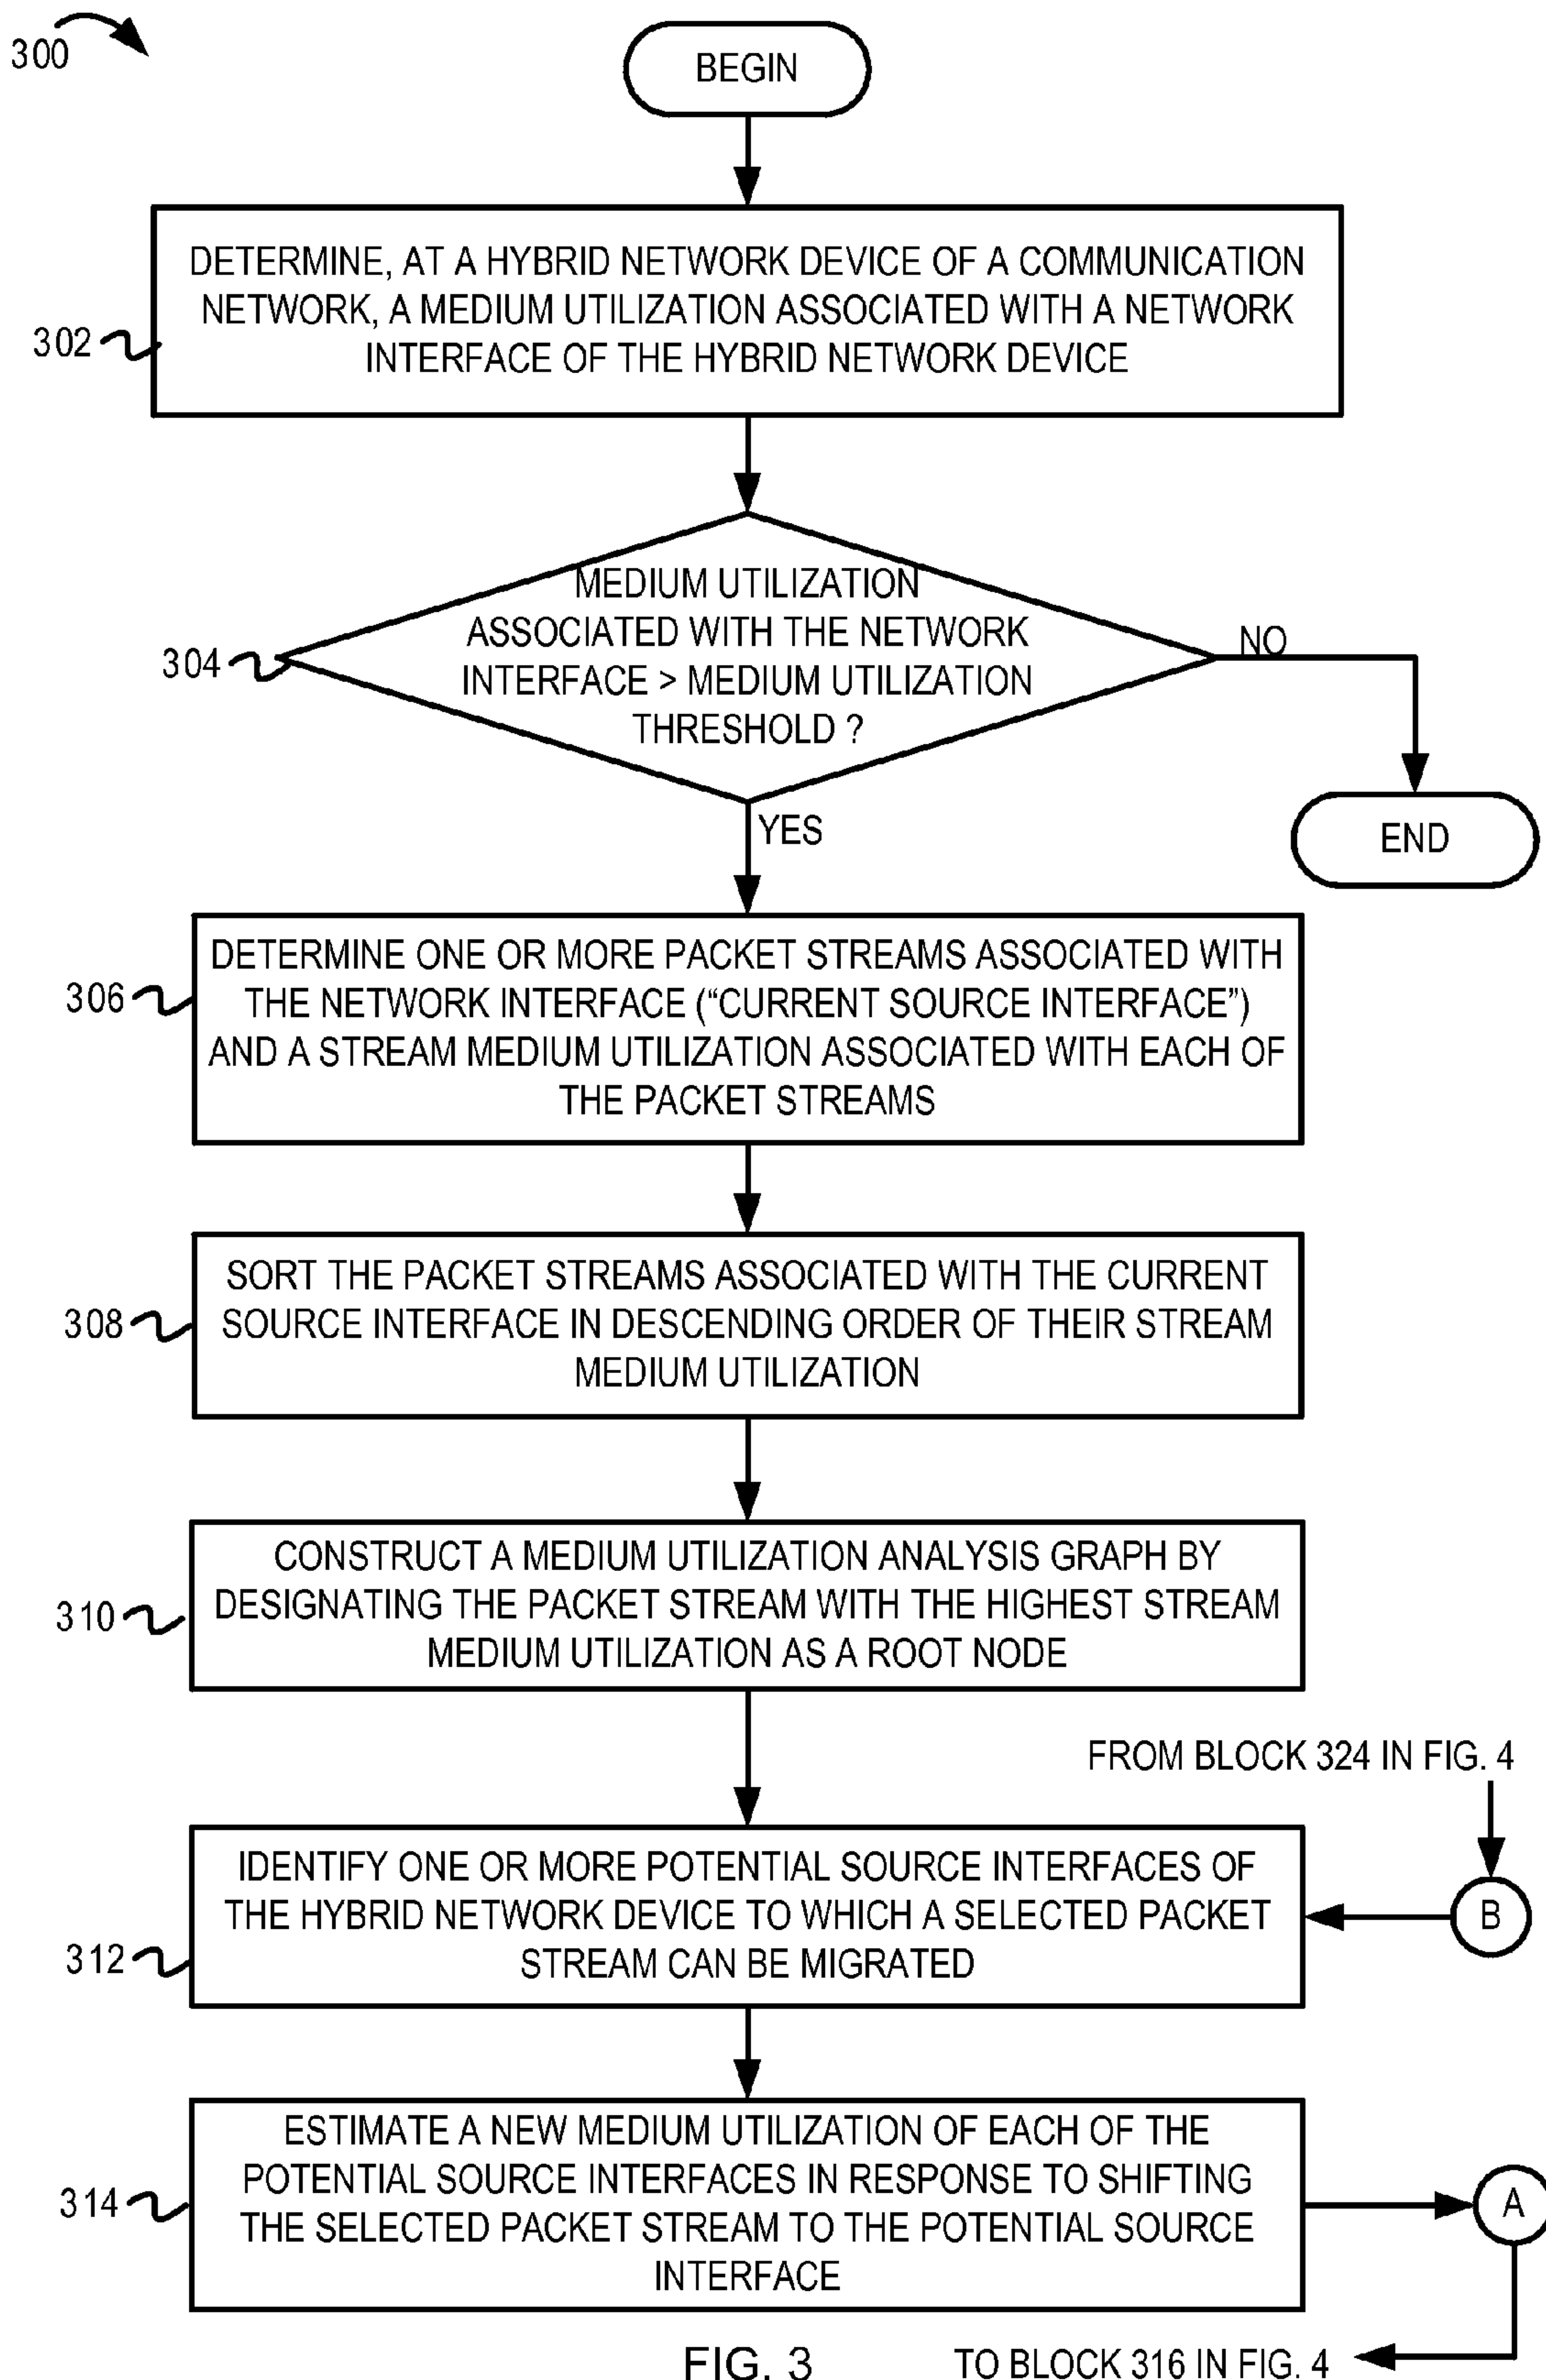 300
BEGIN
DETERMINE, AT A HYBRID NETWORK DEVICE OF A COMMUNICATION
NETWORK, A MEDIUM UTILIZATION ASSOCIATED WITH A NETWORK
INTERFACE OF THE HYBRID NETWORK DEVICE
302
MEDIUM UTILIZATION
ASSOCIATED WITH THE NETWORK
INTERFACE > MEDIUM UTILIZATION
THRESHOLD ?
304
NO
END
YES
DETERMINE ONE OR MORE PACKET STREAMS ASSOCIATED WITH
THE NETWORK INTERFACE (“CURRENT SOURCE INTERFACE”)
AND A STREAM MEDIUM UTILIZATION ASSOCIATED WITH EACH OF
THE PACKET STREAMS
306
SORT THE PACKET STREAMS ASSOCIATED WITH THE CURRENT
SOURCE INTERFACE IN DESCENDING ORDER OF THEIR STREAM
MEDIUM UTILIZATION
308
CONSTRUCT A MEDIUM UTILIZATION ANALYSIS GRAPH BY
DESIGNATING THE PACKET STREAM WITH THE HIGHEST STREAM
MEDIUM UTILIZATION AS A ROOT NODE
310
FROM BLOCK 324 IN FIG. 4
B
IDENTIFY ONE OR MORE POTENTIAL SOURCE INTERFACES OF
THE HYBRID NETWORK DEVICE TO WHICH A SELECTED PACKET
STREAM CAN BE MIGRATED
312
ESTIMATE A NEW MEDIUM UTILIZATION OF EACH OF THE
POTENTIAL SOURCE INTERFACES IN RESPONSE TO SHIFTING
THE SELECTED PACKET STREAM TO THE POTENTIAL SOURCE
INTERFACE
314
A
TO BLOCK 316 IN FIG. 4
FIG. 3